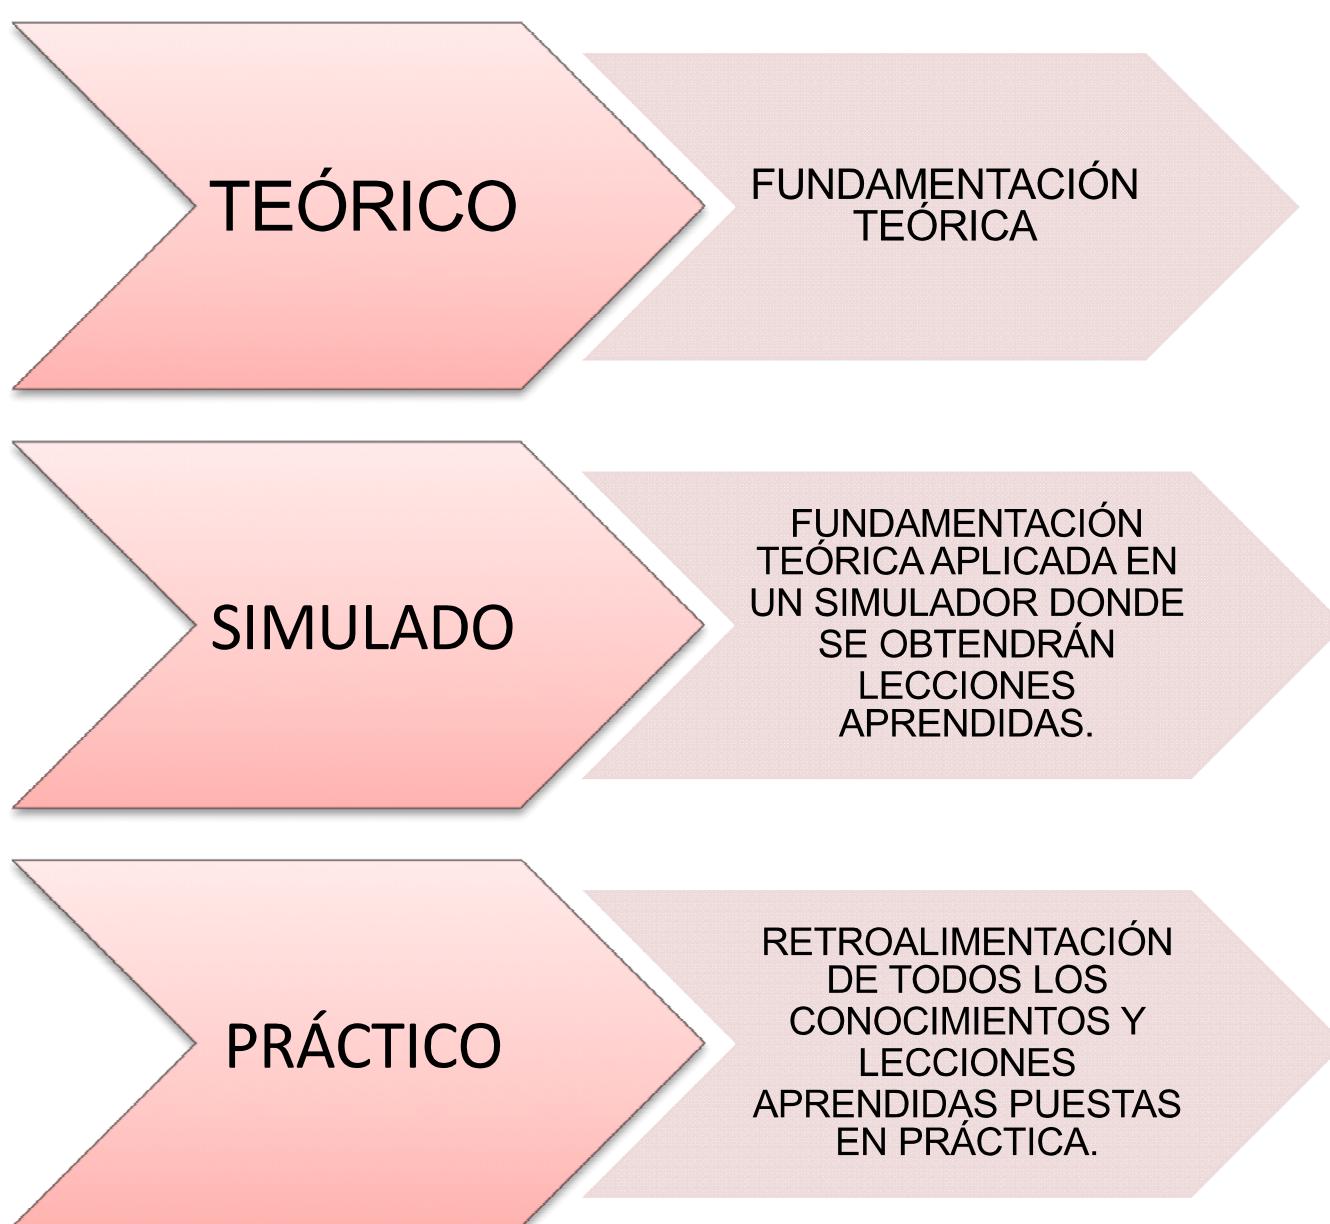 TEÓRICO
FUNDAMENTACIÓN
TEÓRICA
SIMULADO
FUNDAMENTACIÓN
TEÓRICA APLICADA EN
UN SIMULADOR DONDE
SE OBTENDRÁN
LECCIONES
APRENDIDAS.
PRÁCTICO
RETROALIMENTACIÓN
DE TODOS LOS
CONOCIMIENTOS Y
LECCIONES
APRENDIDAS PUESTAS
EN PRÁCTICA.